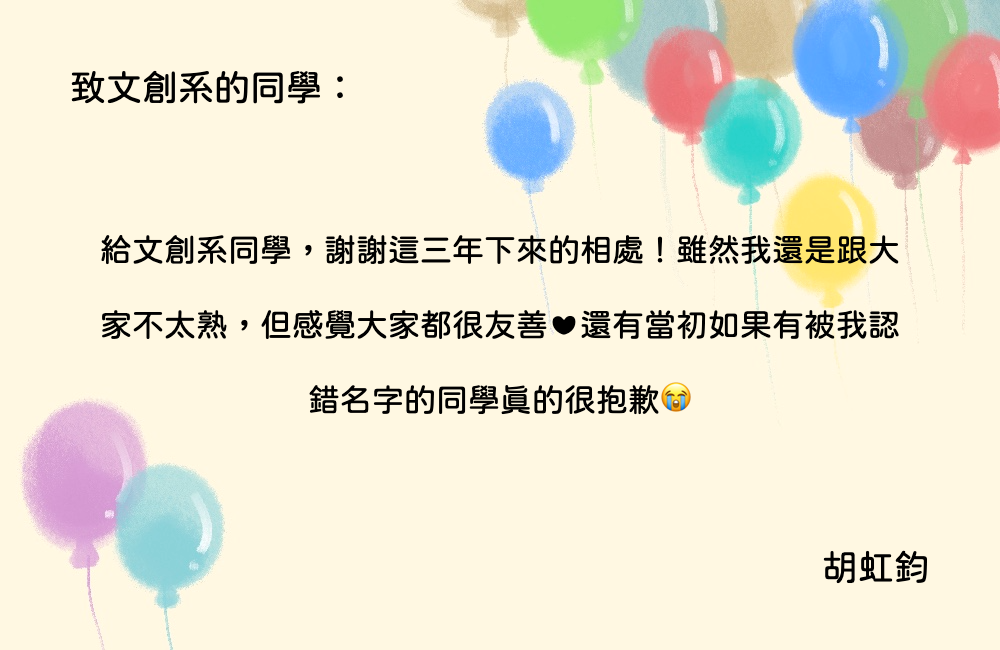 致文創系的同學：
給文創系同學，謝謝這三年下來的相處！雖然我還是跟大
家不太熟，但感覺大家都很友善♥還有當初如果有被我認
錯名字的同學真的很抱歉😭
胡虹鈞